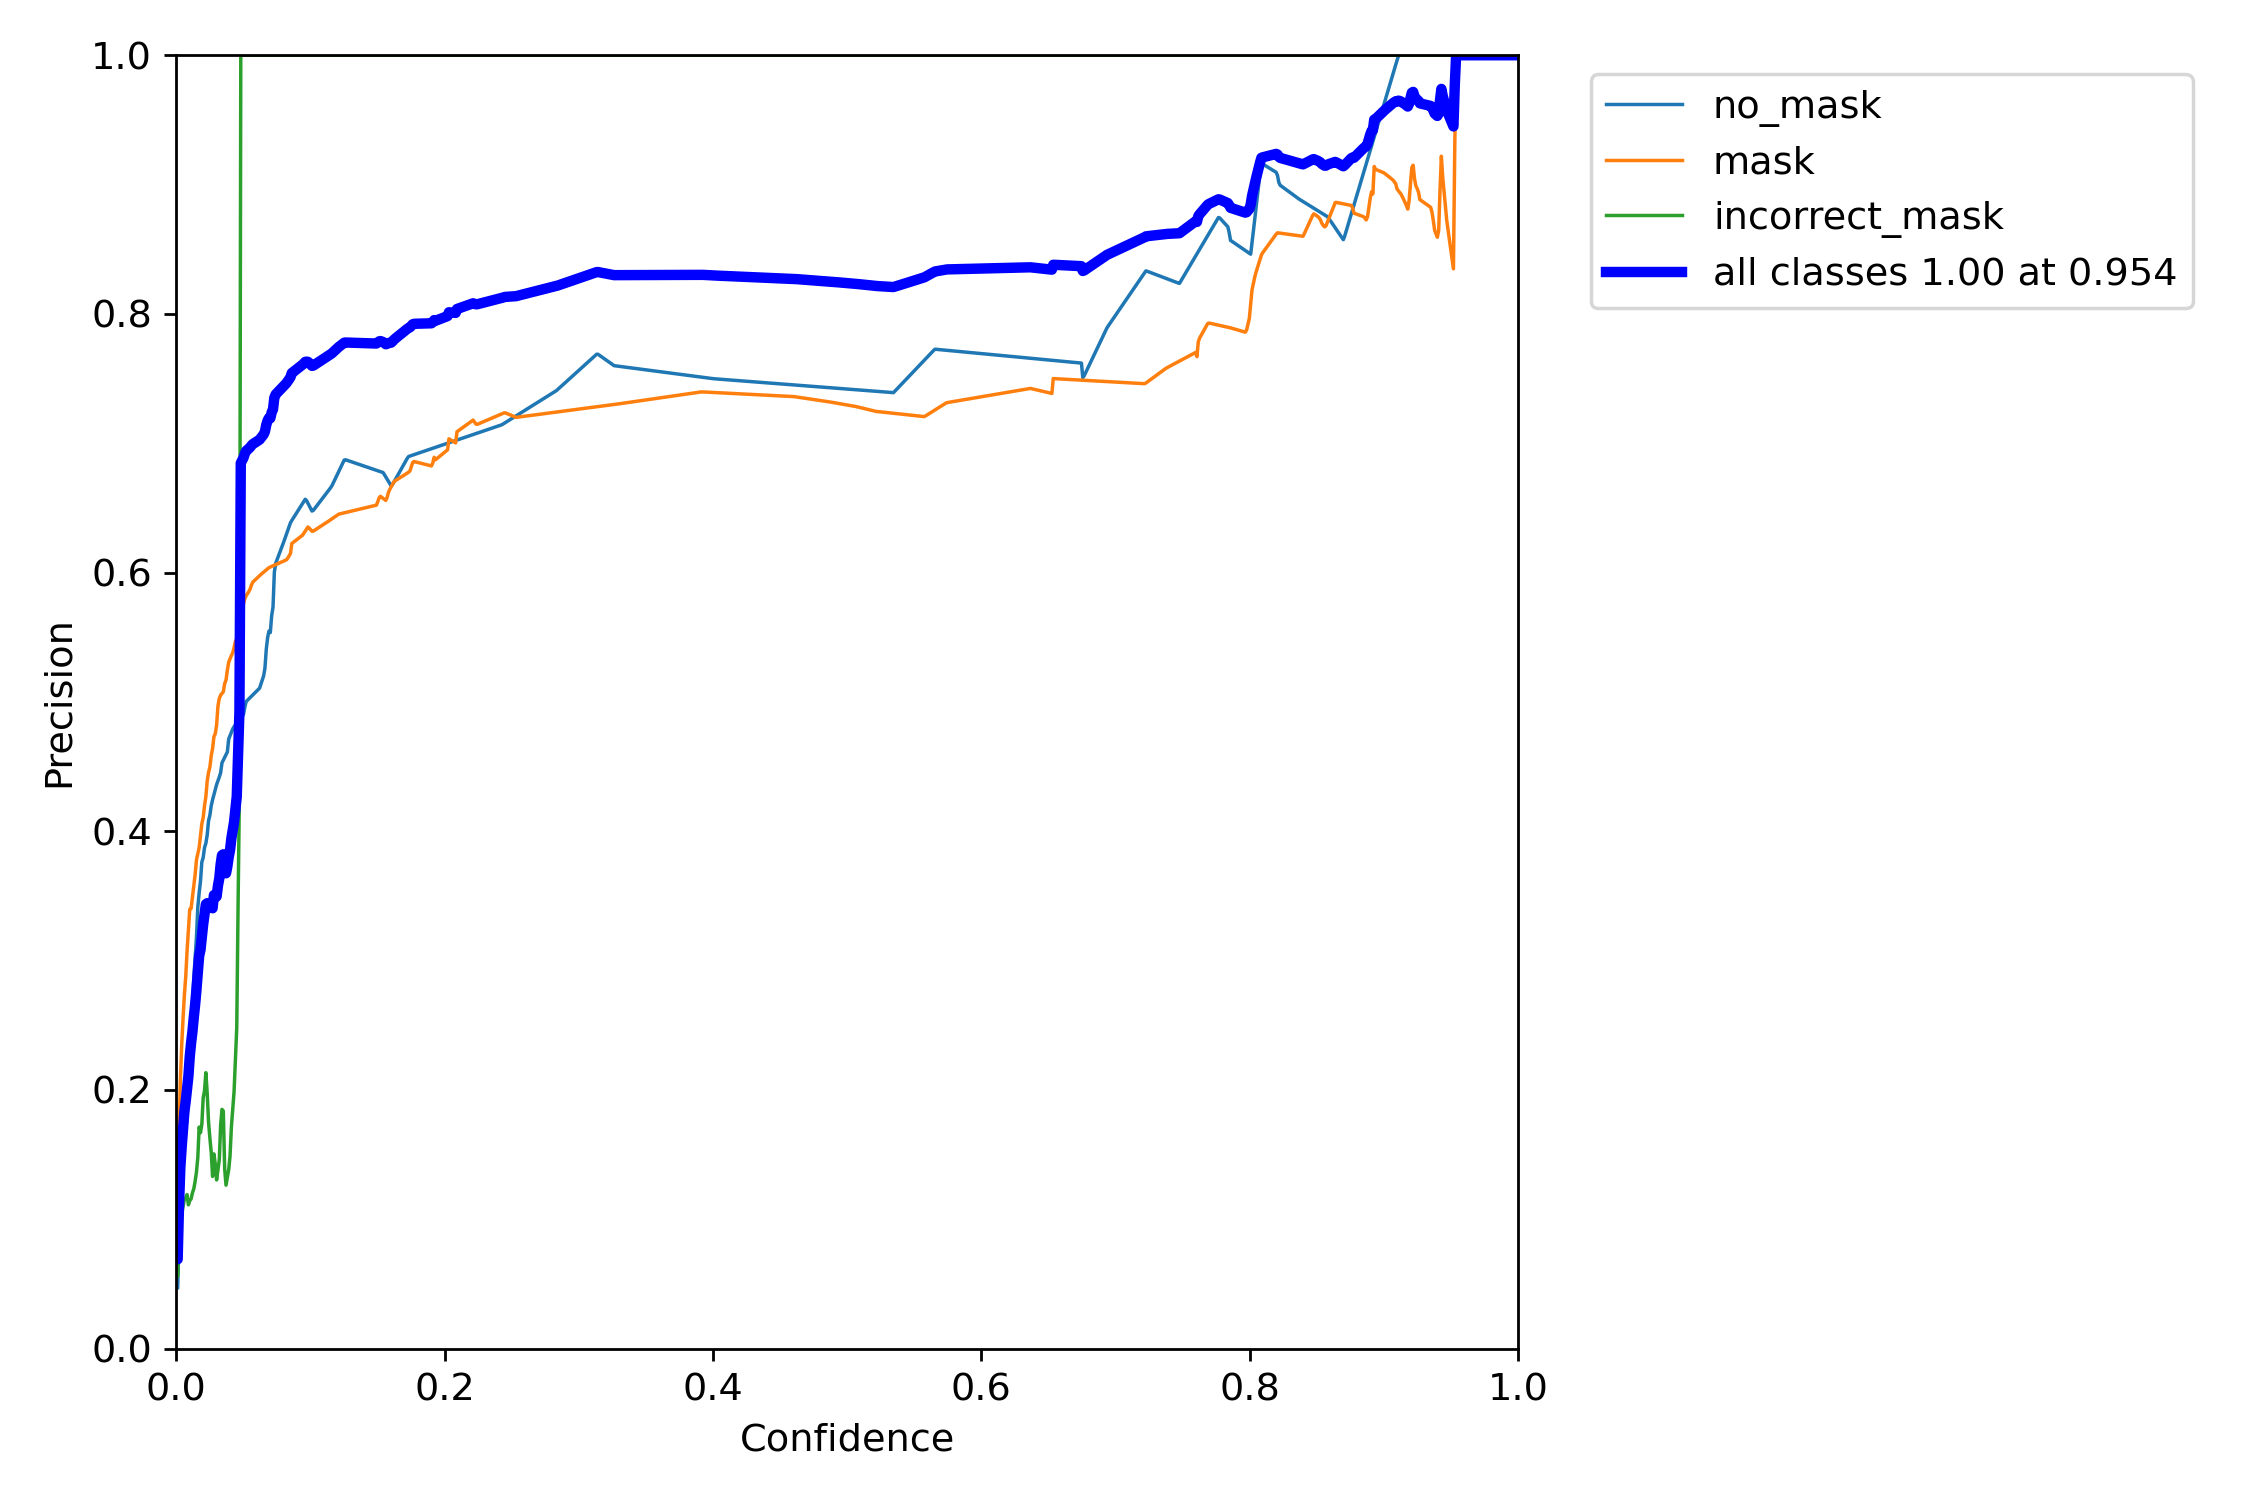 no_mask
mask
incorrect_mask
all classes 1.00 at 0.954
1.0
0.8
0.6
0.4
0.2
0.0
Precision
0.0 0.2 0.4 0.6 0.8 1.0
Confidence